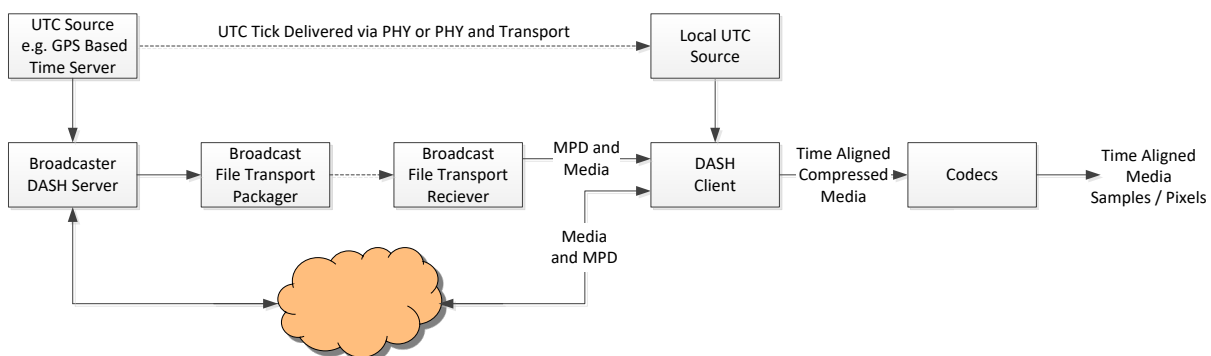 UTC Source
e.g. GPS Based
Time Server
UTC Tick Delivered via PHY or PHY and Transport
Local UTC
Source
Broadcaster
DASH Server
Broadcast
File Transport
Packager
Broadcast
File Transport
Reciever
MPD and
Media
DASH
Client
Time Aligned
Compressed
Media
Codecs
Time Aligned
Media
Samples / Pixels
Media
and MPD